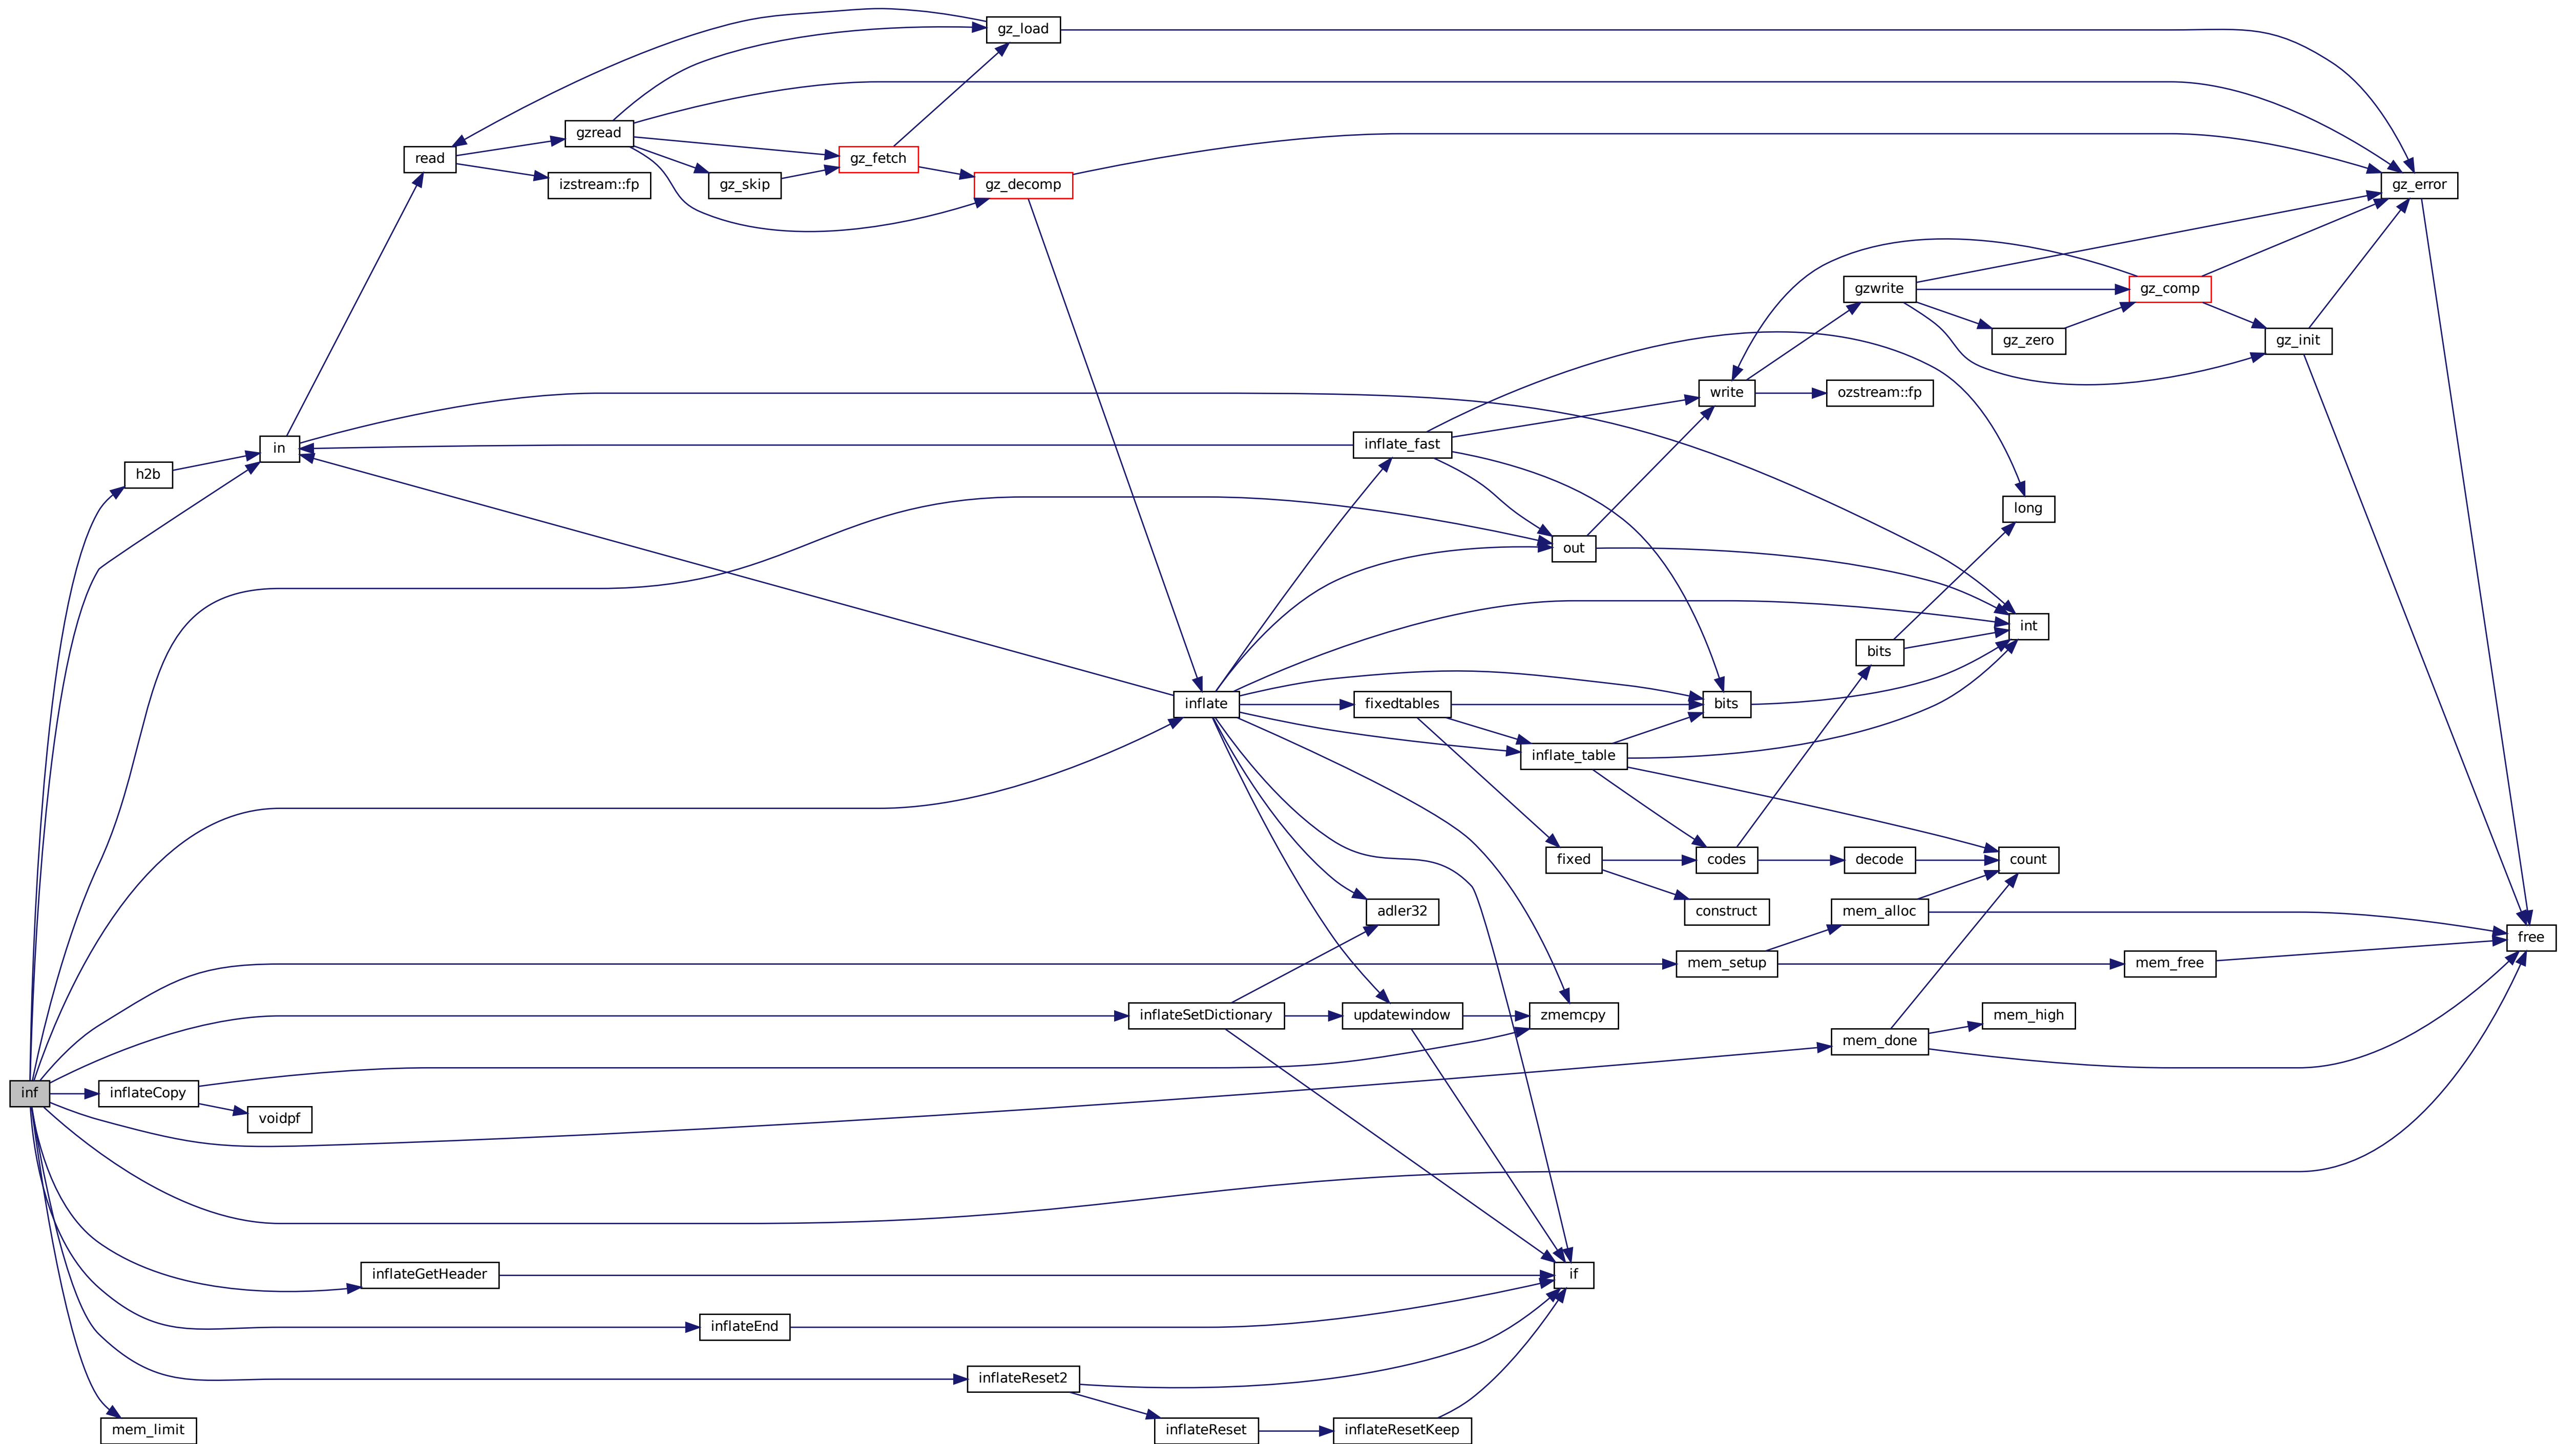 gz_load
gzread
read
gz_fetch
izstream::fp
gz_skip
gz_decomp
gz_error
gzwrite
gz_comp
gz_zero
gz_init
write
ozstream::fp
in
inflate_fast
h2b
long
out
int
bits
inflate
fixedtables
bits
inflate_table
fixed
codes
decode
count
adler32
construct
mem_alloc
free
mem_setup
mem_free
inflateSetDictionary
updatewindow
zmemcpy
mem_high
mem_done
inf
inflateCopy
voidpf
inflateGetHeader
if
inflateEnd
inflateReset2
mem_limit
inflateReset
inflateResetKeep